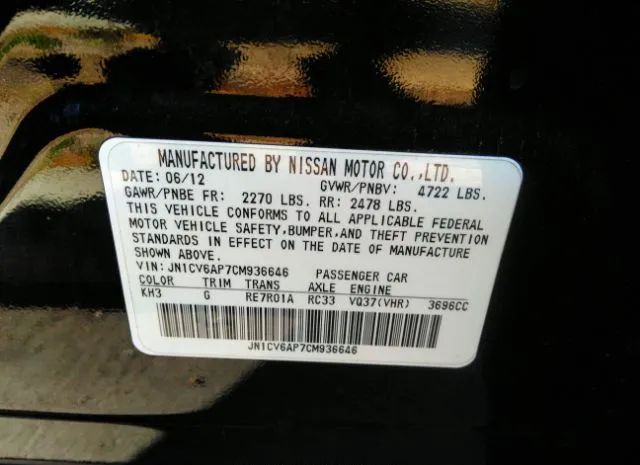 MANUFACTURED BY NISSAN MOTOR CO.,LTD.
DATE: 06/12 GVWR/PNBV: 4722 LBS.
GAWR/PNBE FR: 2270 LBS. RR: 2478 LBS.
THIS VEHICLE CONFORMS TO ALL APPLICABLE FEDERAL
MOTOR VEHICLE SAFETY,BUMPER,AND THEFT PREVENTION
STANDARDS IN EFFECT ON THE DATE OF MANUFACTURE
SHOWN ABOVE.
VIN: JN1CV6AP7CM936646 PASSENGER CAR
COLOR TRIM TRANS AXLE ENGINE
KH3 G RE7R01A RC33 VQ37(VHR) 3696CC
JN1CV6AP7CM936646